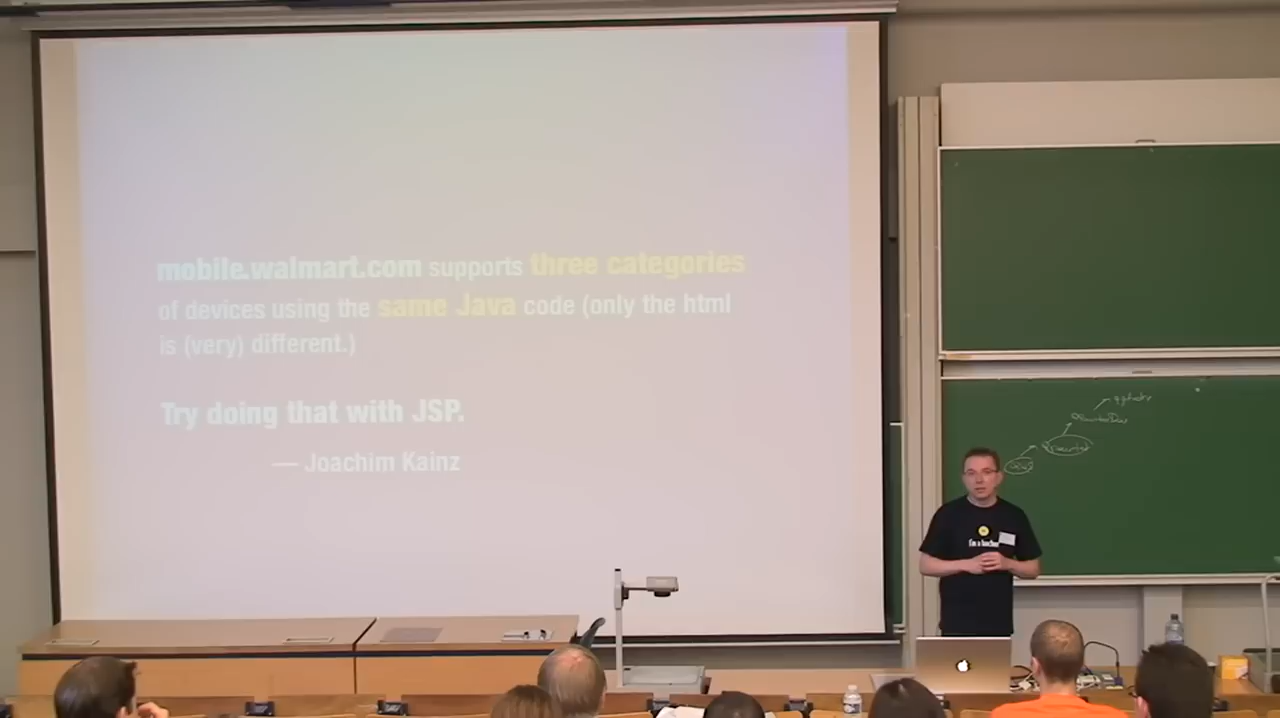 mobile.walmart.com supports three categories
of devices using the same Java code (only the html
is (very) different.)
Try doing that with JSP.
— Joachim Kainz
I'm a